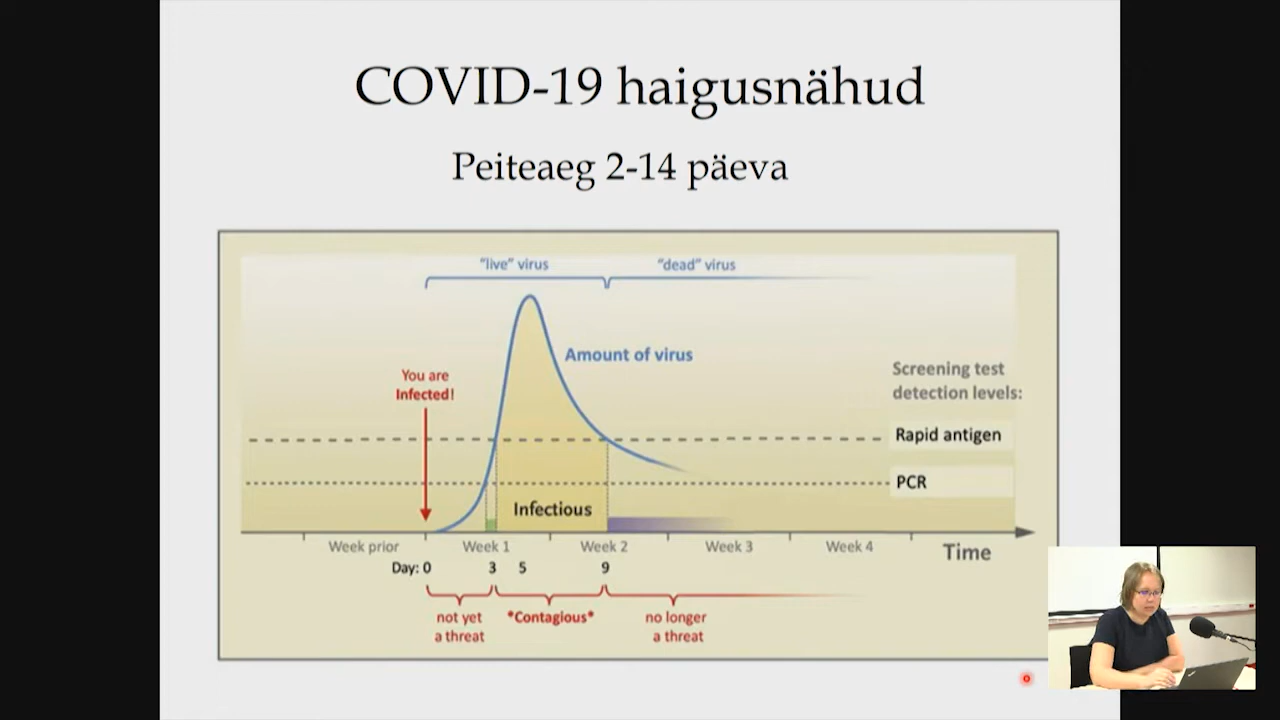 COVID-19 haigusnähud
Peiteaeg 2-14 päeva
"live" virus
"dead" virus
Amount of virus
You are
Infected!
Screening test
detection levels:
Rapid antigen
PCR
Infectious
Week prior
Week 1
Week 2
Week 3
Week 4
Time
Day: 0
3
5
9
not yet
a threat
*Contagious*
no longer
a threat